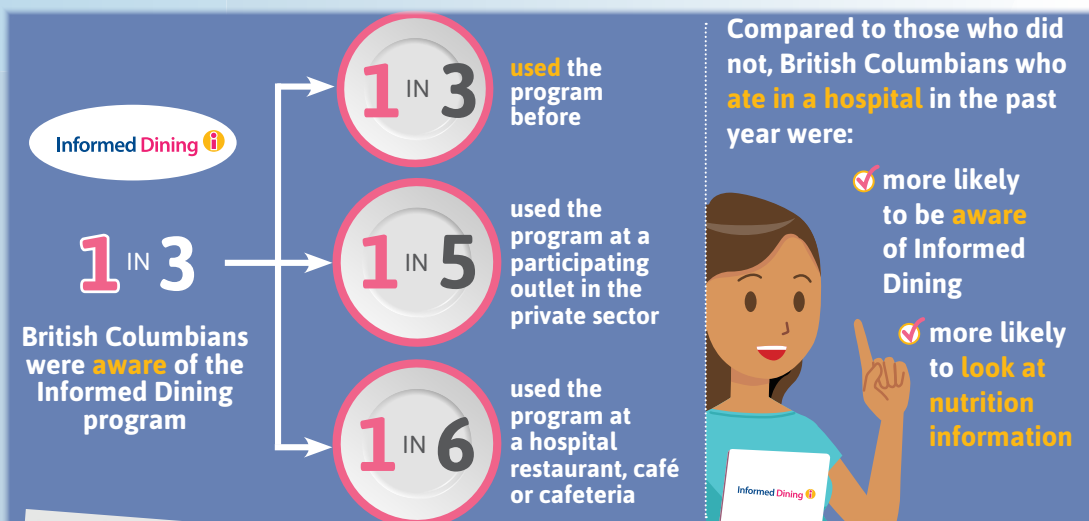 Informed Dining i
1 IN 3
British Columbians
were aware of the
Informed Dining
program
1 IN 3
used the
program
before
1 IN 5
used the
program at a
participating
outlet in the
private sector
1 IN 6
used the
program at
a hospital
restaurant, café
or cafeteria
Compared to those who did
not, British Columbians who
ate in a hospital in the past
year were:
more likely
to be aware
of Informed
Dining
more likely
to look at
nutrition
information
Informed Dining i